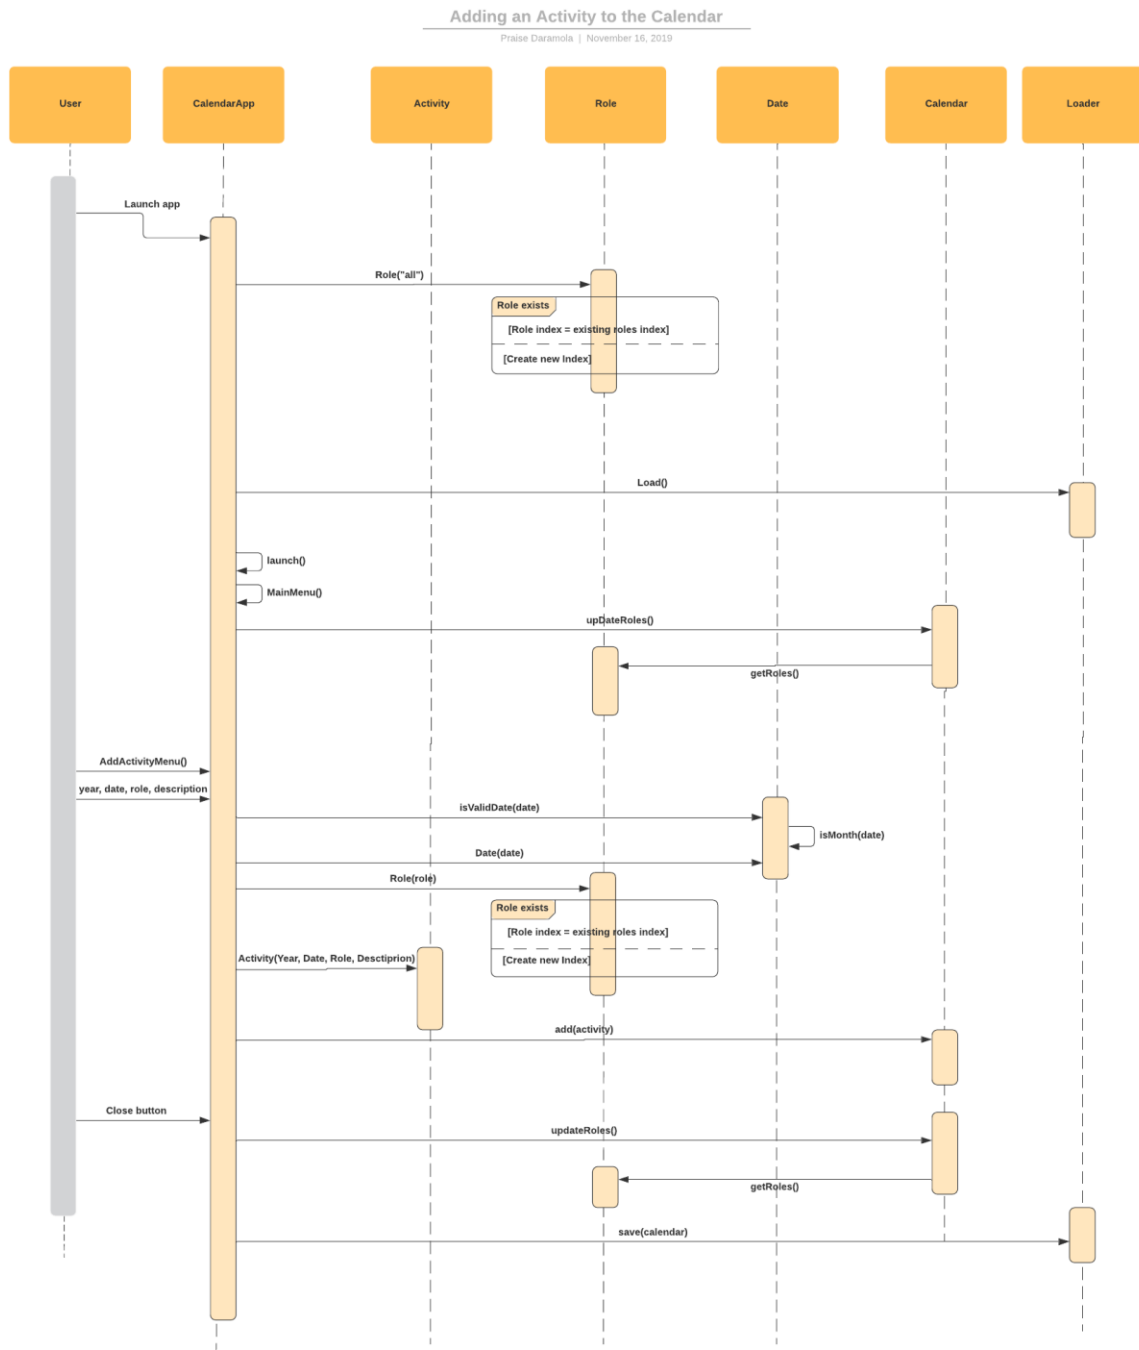 Adding an Activity to the Calendar
Praise Daramola | November 16, 2019
User
CalendarApp
Activity
Role
Date
Calendar
Loader
Launch app
Role("all")
Role exists
[Role index = existing roles index]
[Create new Index]
Load()
launch()
MainMenu()
upDateRoles()
getRoles()
AddActivityMenu()
year, date, role, description
isValidDate(date)
isMonth(date)
Date(date)
Role(role)
Role exists
[Role index = existing roles index]
[Create new Index]
Activity(Year, Date, Role, Desctiprion)
add(activity)
Close button
updateRoles()
getRoles()
save(calendar)